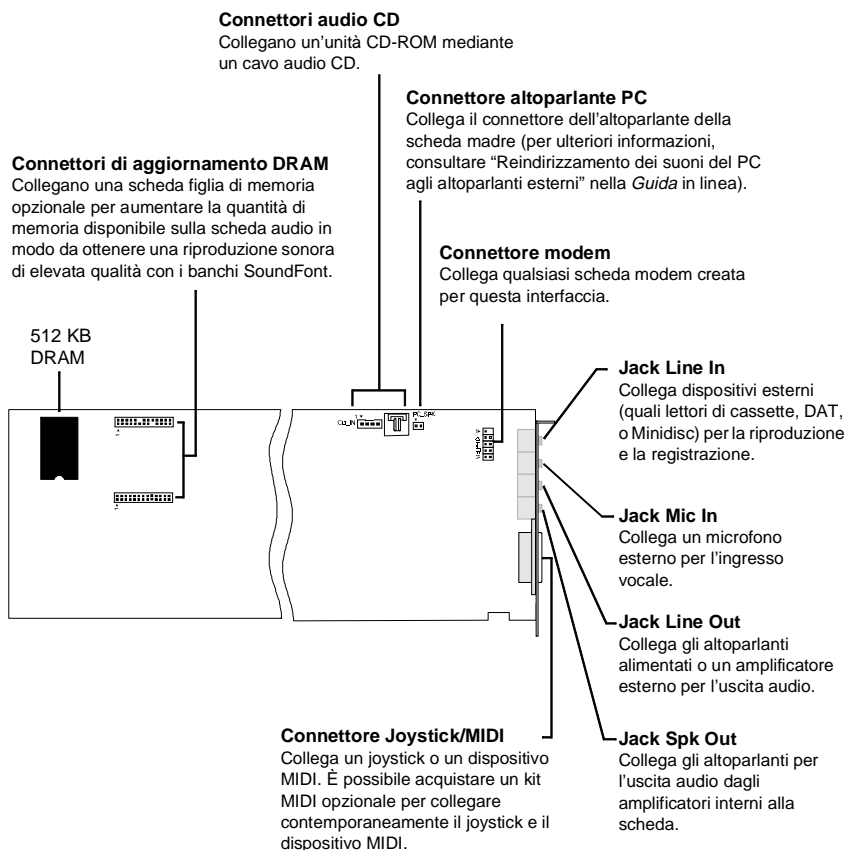 Connettori audio CD
Collegano un'unità CD-ROM mediante
un cavo audio CD.
Connettore altoparlante PC
Collega il connettore dell'altoparlante della
scheda madre (per ulteriori informazioni,
consultare “Reindirizzamento dei suoni del PC
agli altoparlanti esterni” nella Guida in linea).
Connettori di aggiornamento DRAM
Collegano una scheda figlia di memoria
opzionale per aumentare la quantità di
memoria disponibile sulla scheda audio in
modo da ottenere una riproduzione sonora
di elevata qualità con i banchi SoundFont.
Connettore modem
Collega qualsiasi scheda modem creata
per questa interfaccia.
512 KB
DRAM
CD_IN
PC_SPK
Jack Line In
Collega dispositivi esterni
(quali lettori di cassette, DAT,
o Minidisc) per la riproduzione
e la registrazione.
Jack Mic In
Collega un microfono
esterno per l'ingresso
vocale.
Jack Line Out
Collega gli altoparlanti
alimentati o un amplificatore
esterno per l'uscita audio.
Connettore Joystick/MIDI
Collega un joystick o un dispositivo
MIDI. È possibile acquistare un kit
MIDI opzionale per collegare
contemporaneamente il joystick e il
dispositivo MIDI.
Jack Spk Out
Collega gli altoparlanti per
l'uscita audio dagli
amplificatori interni alla
scheda.